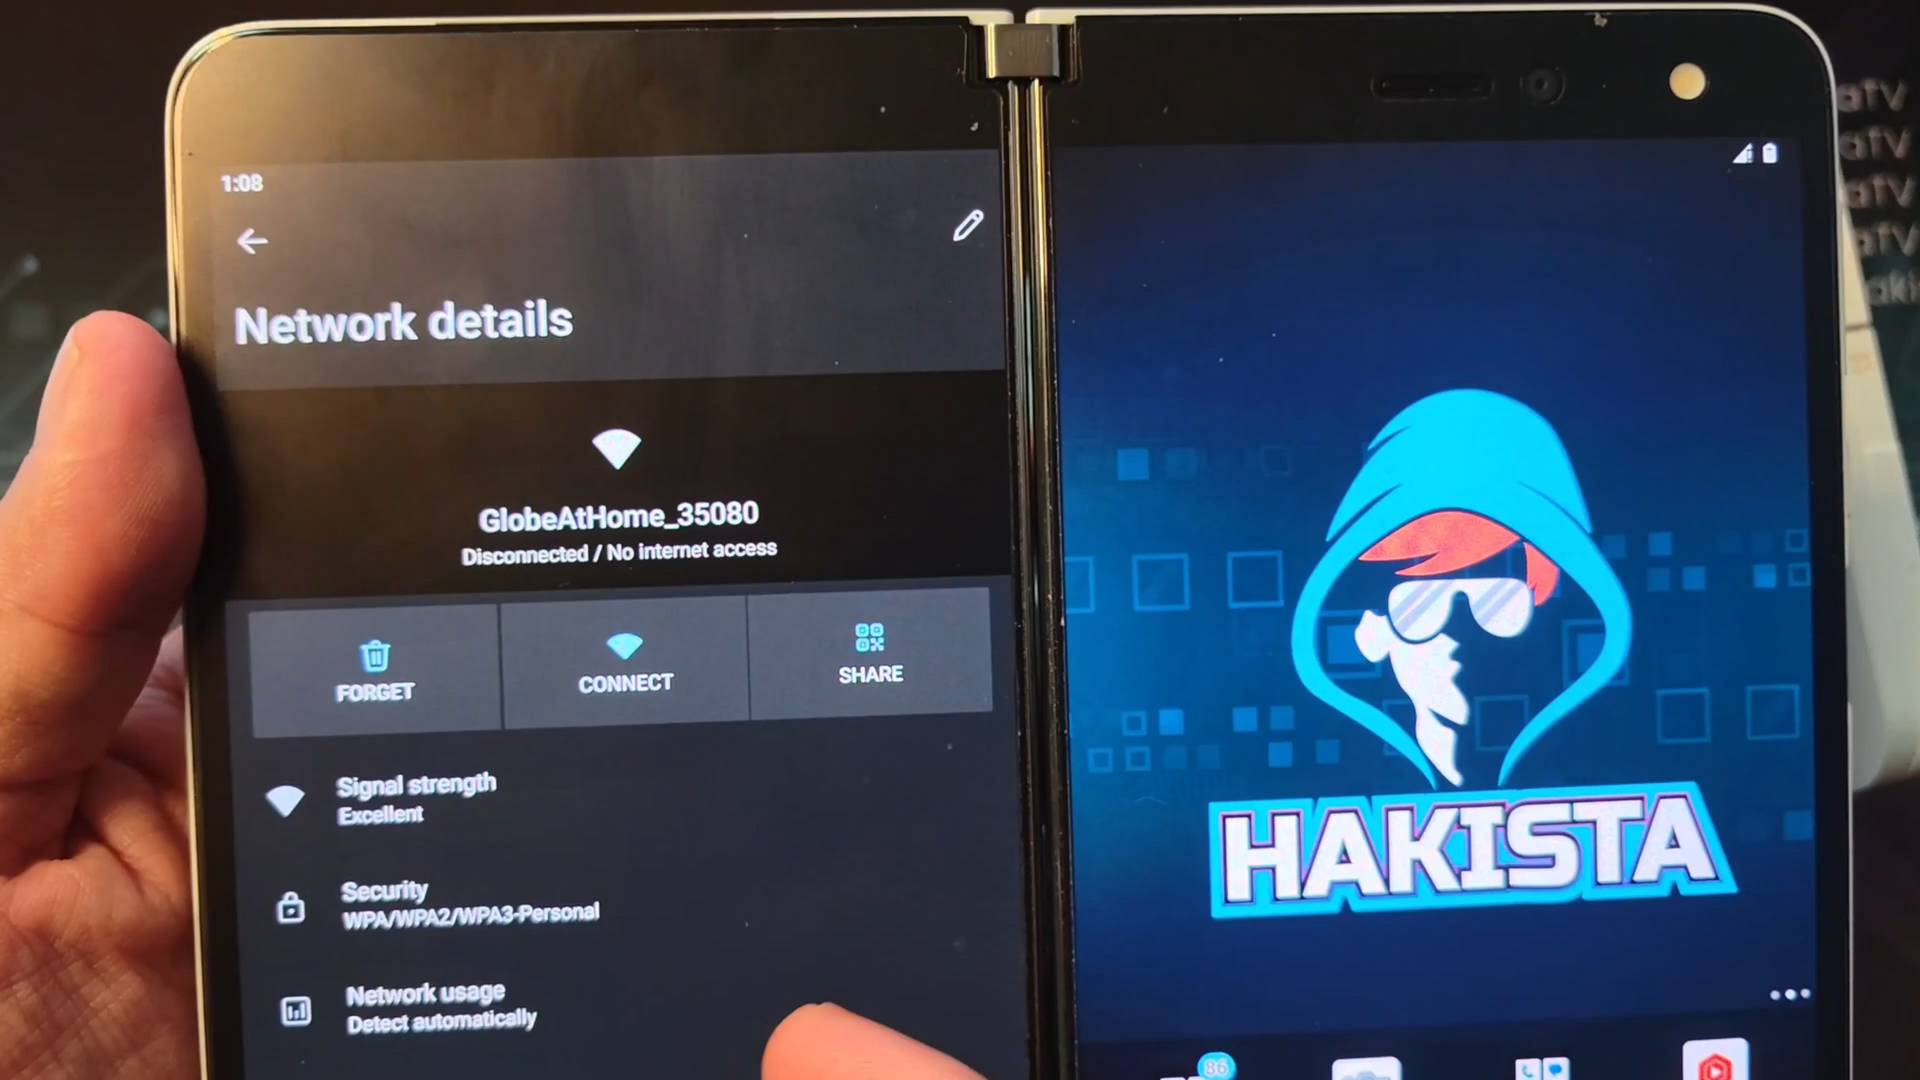 1:08
Network details
GlobeAtHome_35080
Disconnected / No internet access
FORGET
CONNECT
SHARE
Signal strength
Excellent
Security
WPA/WPA2/WPA3-Personal
Network usage
Detect automatically
HAKISTA
86